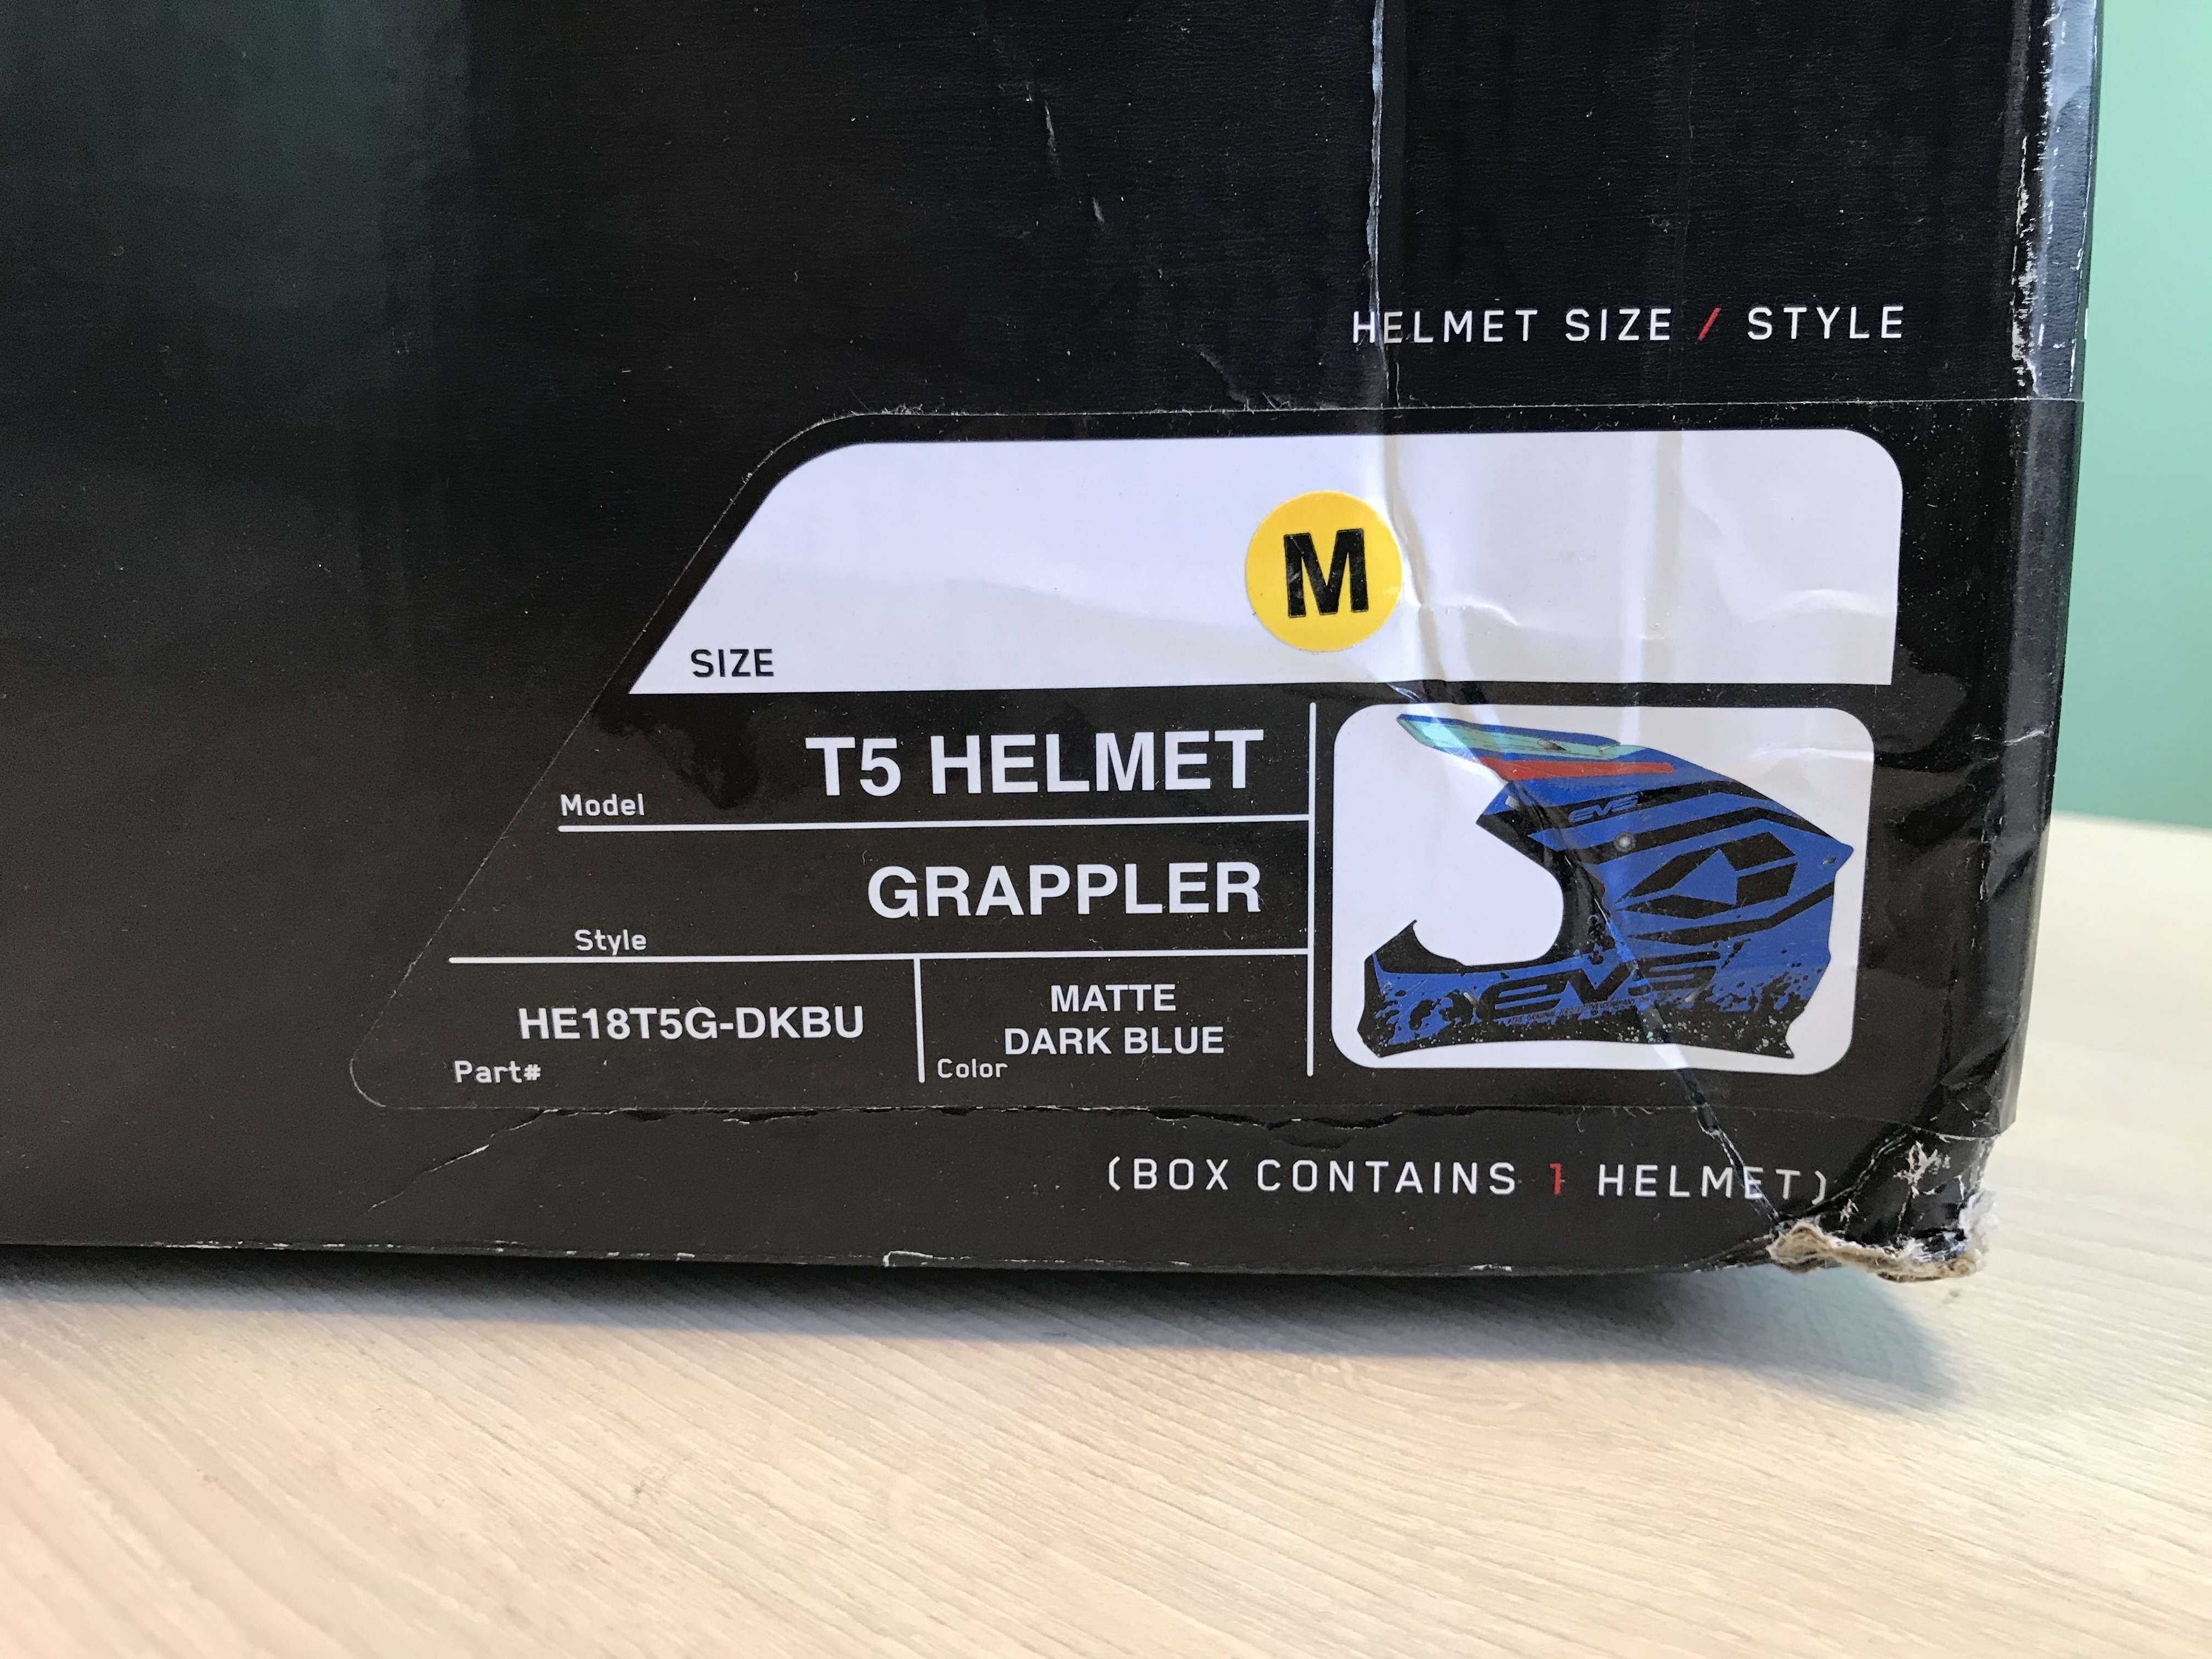 HELMET SIZE / STYLE
M
SIZE
T5 HELMET
Model
GRAPPLER
Style
HE18T5G-DKBU
Part#
MATTE
DARK BLUE
Color
EVS
EVS
(BOX CONTAINS 1 HELMET)